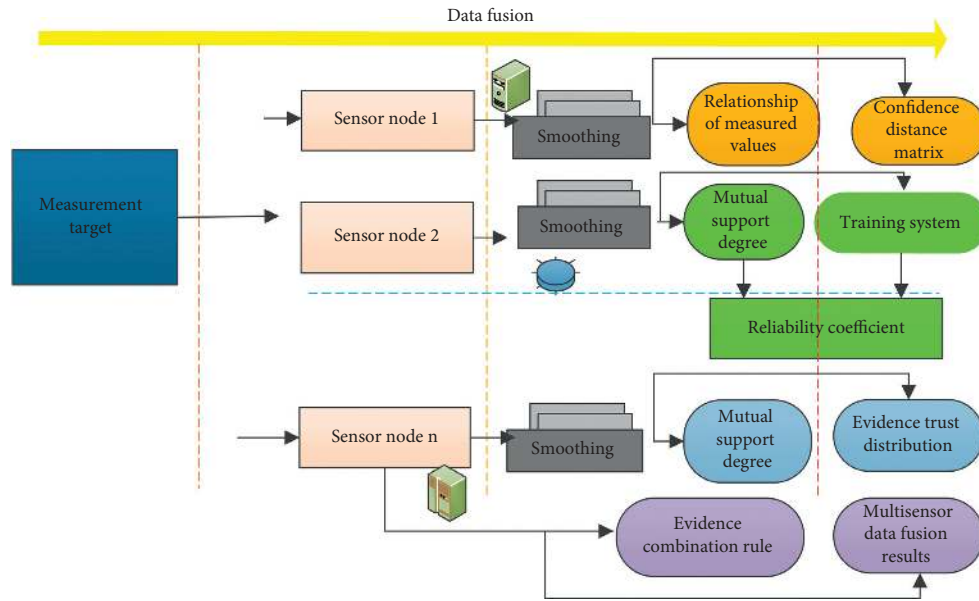 Data fusion
Measurement
target
Sensor node 1
Smoothing
Relationship
of measured
values
Confidence
distance
matrix
Sensor node 2
Smoothing
Mutual
support
degree
Training system
Reliability coefficient
Sensor node n
Smoothing
Mutual
support
degree
Evidence trust
distribution
Evidence
combination rule
Multisensor
data fusion
results